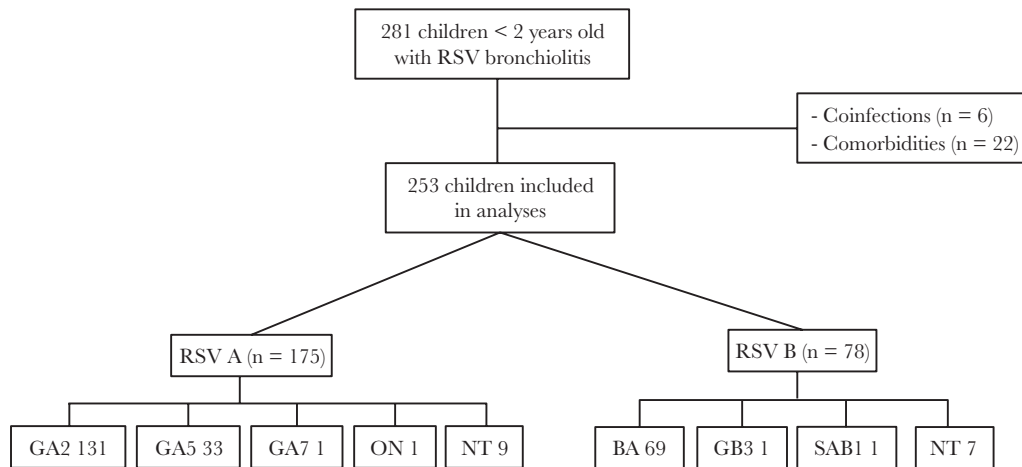 281 children < 2 years old
with RSV bronchiolitis
- Coinfections (n = 6)
- Comorbidities (n = 22)
253 children included
in analyses
RSV A (n = 175)
RSV B (n = 78)
GA2 131
GA5 33
GA7 1
ON 1
NT 9
BA 69
GB3 1
SAB1 1
NT 7